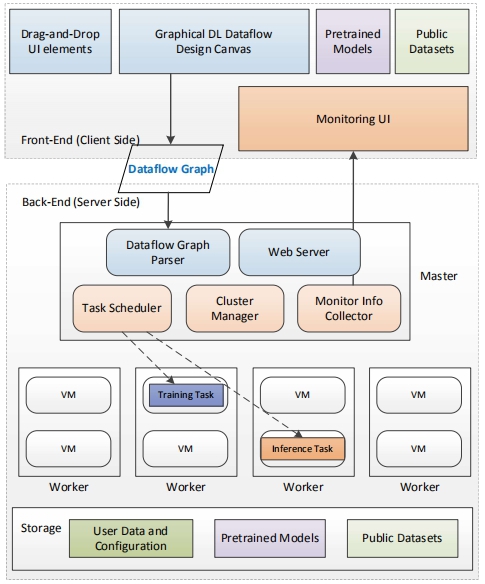 Drag-and-Drop
UI elements
Graphical DL Dataflow
Design Canvas
Pretrained
Models
Public
Datasets
Monitoring UI
Front-End (Client Side)
Dataflow Graph
Back-End (Server Side)
Dataflow Graph
Parser
Web Server
Master
Task Scheduler
Cluster
Manager
Monitor Info
Collector
VM
Training Task
VM
VM
VM
VM
Inference Task
VM
Worker
Worker
Worker
Worker
Storage
User Data and
Configuration
Pretrained Models
Public Datasets